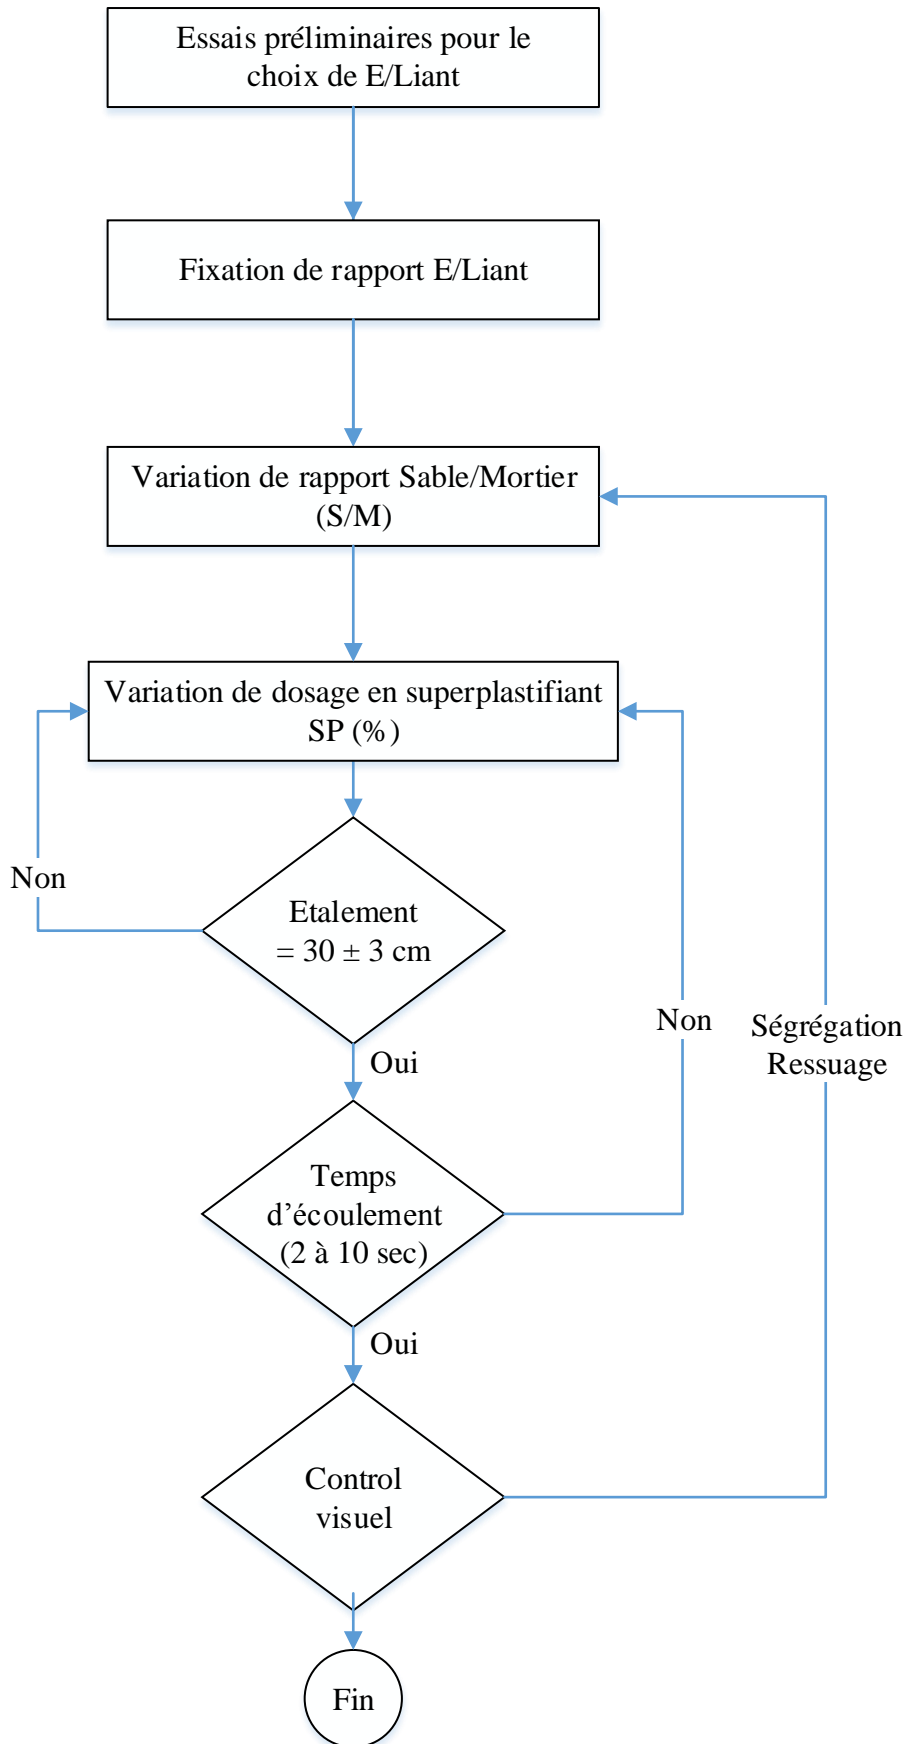 Essais préliminaires pour le
choix de E/Liant
Fixation de rapport E/Liant
Variation de rapport Sable/Mortier
(S/M)
Variation de dosage en superplastifiant
SP (%)
Non
Etalement
= 30 ± 3 cm
Oui
Non
Ségrégation
Ressuage
Temps
d’écoulement
(2 à 10 sec)
Oui
Control
visuel
Fin